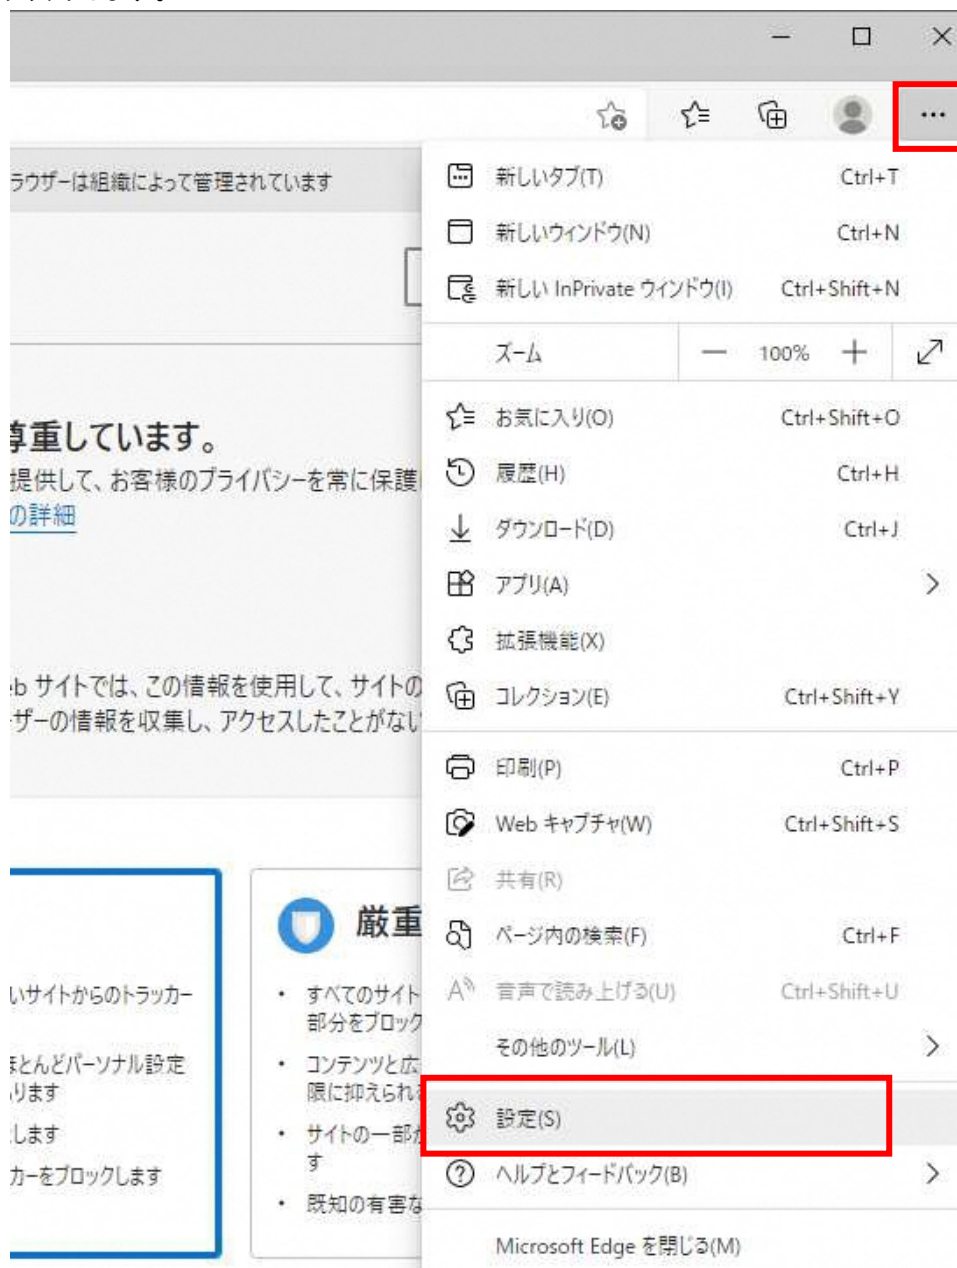 ラウザーは組織によって管理されています
新しいタブ(T) Ctrl+T
新しいウィンドウ(N) Ctrl+N
新しい InPrivate ウィンドウ(I) Ctrl+Shift+N
ズーム — 100% +
お気に入り(O) Ctrl+Shift+O
尊重しています。
提供して、お客様のプライバシーを常に保護
履歴(H) Ctrl+H
の詳細
ダウンロード(D) Ctrl+J
アプリ(A)
拡張機能(X)
eb サイトでは、この情報を使用して、サイトの
コレクション(E) Ctrl+Shift+Y
ーザーの情報を収集し、アクセスしたことがない
印刷(P) Ctrl+P
Web キャプチャ(W) Ctrl+Shift+S
共有(R)
厳重
ページ内の検索(F) Ctrl+F
いサイトからのトラッカー
・ すべてのサイト
部分をブロック
音声で読み上げる(U) Ctrl+Shift+U
その他のツール(L)
ほとんどパーソナル設定
ります
・ コンテンツと広
限に抑えられ
設定(S)
します
・ サイトの一部が
す
カーをブロックします
・ 既知の有害な
ヘルプとフィードバック(B)
Microsoft Edge を閉じる(M)